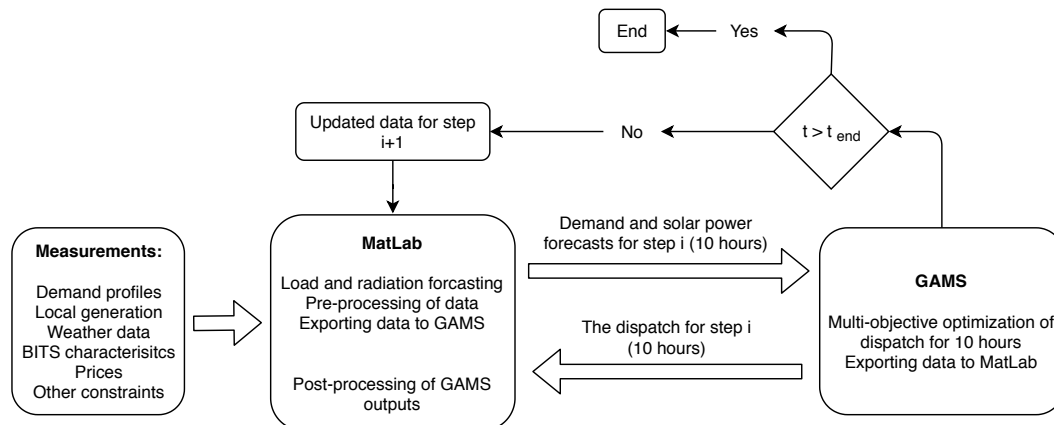 End
Yes
Updated data for step
i+1
No
t > t end
Measurements:
Demand profiles
Local generation
Weather data
BITS characterisitcs
Prices
Other constraints
MatLab
Load and radiation forcasting
Pre-processing of data
Exporting data to GAMS
Post-processing of GAMS
outputs
Demand and solar power
forecasts for step i (10 hours)
The dispatch for step i
(10 hours)
GAMS
Multi-objective optimization of
dispatch for 10 hours
Exporting data to MatLab